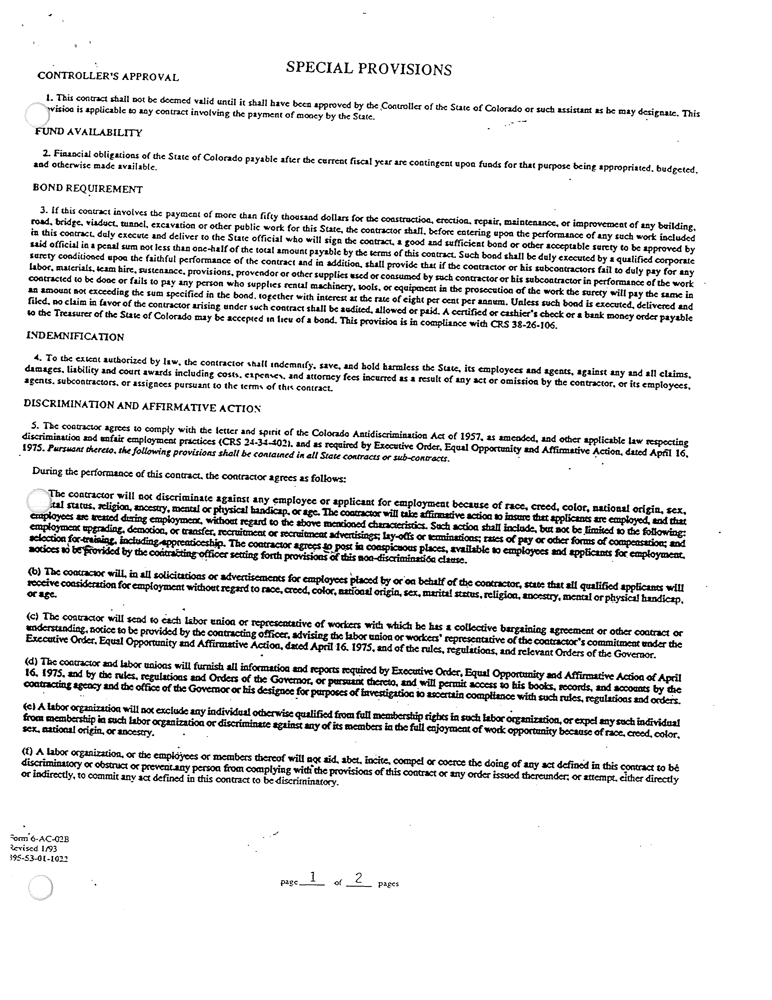 SPECIAL PROVISIONS
CONTROLLER'S APPROVAL
1. This contract shall not be deemed valid until it shall have been approved by the Controller of the State of Colorado or such assistant as he may designate. This
vision is applicable to any contract involving the payment of money by the State.
FUND AVAILABILITY
2. Financial obligations of the State of Colorado payable after the current fiscal year are contingent upon funds for that purpose being appropriated, budgeted,
and otherwise made available.
BOND REQUIREMENT
3. If this contract involves the payment of more than fifty thousand dollars for the construction, erection, repair, maintenance, or improvement of any building,
road, bridge, viaduct, tunnel, excavation or other public work for this State, the contractor shall, before entering upon the performance of any such work included
in this contract, duly execute and deliver to the State official who will sign the contract, a good and sufficient bond or other acceptable surety to be approved by
said official in a penal sum not less than one-half of the total amount payable by the terms of this contract. Such bond shall be duly executed by a qualified corporate
surety conditioned upon the faithful performance of the contract and in addition, shall provide that if the contractor or his subcontractors fail to duly pay for any
labor, materials, team hire, sustenance, provisions, provendor or other supplies used or consumed by such contractor or his subcontractor in performance of the work
contracted to be done or fails to pay any person who supplies rental machinery, tools, or equipment in the prosecution of the work the surety will pay the same in
an amount not exceeding the sum specified in the bond, together with interest at the rate of eight per cent per annum. Unless such bond is executed, delivered and
filed, no claim in favor of the contractor arising under such contract shall be audited, allowed or paid. A certified or cashier's check or a bank money order payable
to the Treasurer of the State of Colorado may be accepted in lieu of a bond. This provision is in compliance with CRS 38-26-106.
INDEMNIFICATION
4. To the extent authorized by law, the contractor shall indemnify, save, and hold harmless the State, its employees and agents, against any and all claims,
damages, liability and court awards including costs, expenses, and attorney fees incurred as a result of any act or omission by the contractor, or its employees,
agents, subcontractors, or assignees pursuant to the terms of this contract.
DISCRIMINATION AND AFFIRMATIVE ACTION
5. The contractor agrees to comply with the letter and spirit of the Colorado Antidiscrimination Act of 1957, as amended, and other applicable law respecting
discrimination and unfair employment practices (CRS 24-34-402), and as required by Executive Order, Equal Opportunity and Affirmative Action, dated April 16,
1975. Pursuant thereto, the following provisions shall be contained in all State contracts or sub-contracts.
During the performance of this contract, the contractor agrees as follows:
The contractor will not discriminate against any employee or applicant for employment because of race, creed, color, national origin, sex,
ital status, religion, ancestry, mental or physical handicap, or age. The contractor will take affirmative action to insure that applicants are employed, and that
employees are treated during employment, without regard to the above mentioned characteristics. Such action shall include, but not be limited to the following:
employment upgrading, demotion, or transfer, recruitment or recruitment advertisings; lay-offs or terminations; rates of pay or other forms of compensation; and
selection for training, including apprenticeship. The contractor agrees to post in conspicuous places, available to employees and applicants for employment,
notices to be provided by the contracting officer setting forth provisions of this non-discrimination clause.
(b) The contractor will, in all solicitations or advertisements for employees placed by or on behalf of the contractor, state that all qualified applicants will
receive consideration for employment without regard to race, creed, color, national origin, sex, marital status, religion, ancestry, mental or physical handicap,
or age.
(c) The contractor will send to each labor union or representative of workers with which he has a collective bargaining agreement or other contract or
understanding, notice to be provided by the contracting officer, advising the labor union or workers' representative of the contractor's commitment under the
Executive Order, Equal Opportunity and Affirmative Action, dated April 16, 1975, and of the rules, regulations, and relevant Orders of the Governor.
(d) The contractor and labor unions will furnish all information and reports required by Executive Order, Equal Opportunity and Affirmative Action of April
16, 1975, and by the rules, regulations and Orders of the Governor, or pursuant thereto, and will permit access to his books, records, and accounts by the
contracting agency and the office of the Governor or his designee for purposes of investigation to ascertain compliance with such rules, regulations and orders.
(e) A labor organization will not exclude any individual otherwise qualified from full membership rights in such labor organization, or expel any such individual
from membership in such labor organization or discriminate against any of its members in the full enjoyment of work opportunity because of race, creed, color,
sex, national origin, or ancestry.
(f) A labor organization, or the employees or members thereof will not aid, abet, incite, compel or coerce the doing of any act defined in this contract to be
discriminatory or obstruct or prevent any person from complying with the provisions of this contract or any order issued thereunder; or attempt, either directly
or indirectly, to commit any act defined in this contract to be discriminatory.
Form 6-AC-02B
Revised 1/93
395-53-01-1022
page 1 of 2 pages